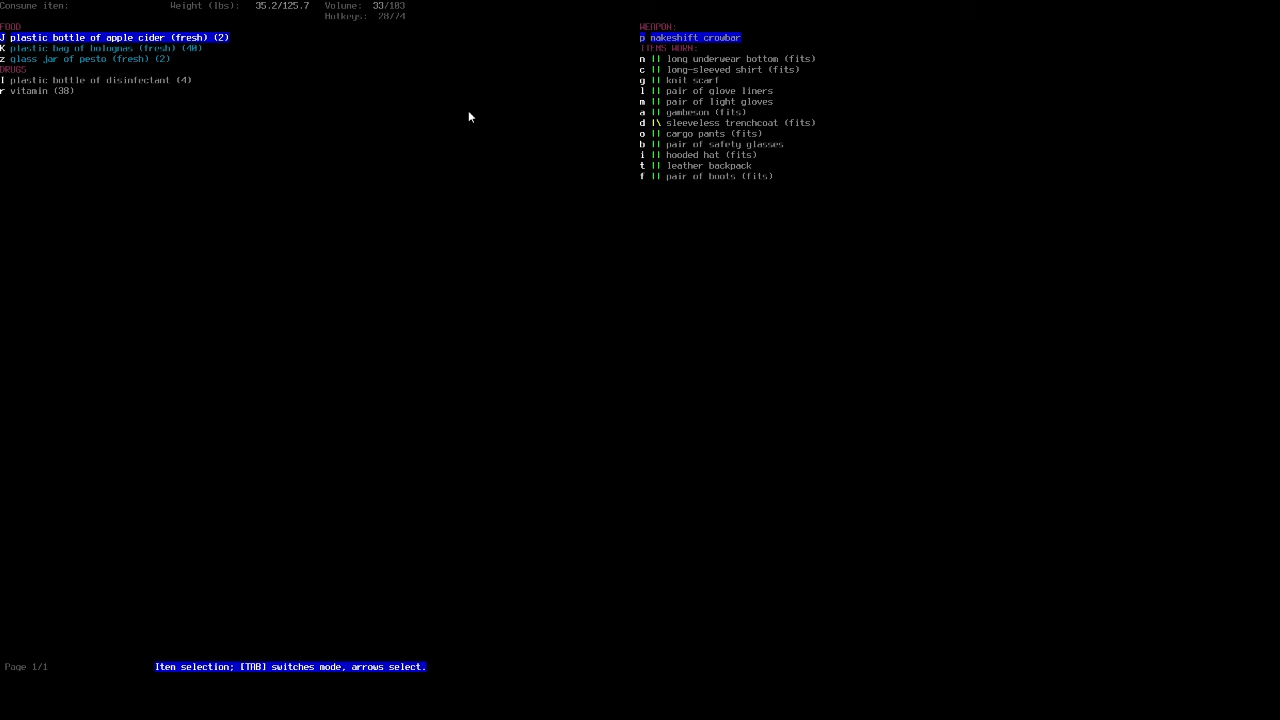 Consume item: Weight (lbs): 35.2/125.7 Volume: 33/183
Hotkeys: 28/74
FOOD
J plastic bottle of apple cider (fresh) (2)
K plastic bag of bolognas (fresh) (40)
z glass jar of pesto (fresh) (2)
DRUGS
I plastic bottle of disinfectant (4)
r vitamin (38)
WEAPON:
p makeshift crowbar
ITEMS WORN:
n || long underwear bottom (fits)
c || long-sleeved shirt (fits)
g || knit scarf
l || pair of glove liners
m || pair of light gloves
a || gambeson (fits)
d |\ sleeveless trenchcoat (fits)
o || cargo pants (fits)
b || pair of safety glasses
i || hooded hat (fits)
t || leather backpack
f || pair of boots (fits)
Page 1/1 Item selection; [TAB] switches mode, arrows select.